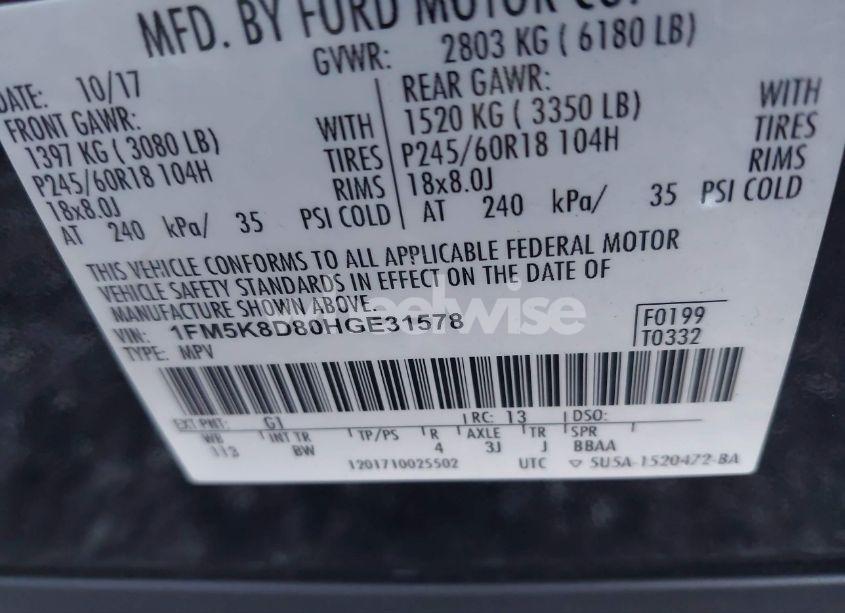 MFD. BY FORD MOTOR CO.
GVWR: 2803 KG ( 6180 LB)
DATE: 10/17
FRONT GAWR:
1397 KG ( 3080 LB) WITH
P245/60R18 104H TIRES
18x8.0J RIMS
AT 240 kPa/ 35 PSI COLD
REAR GAWR:
1520 KG ( 3350 LB) WITH
P245/60R18 104H TIRES
18x8.0J RIMS
AT 240 kPa/ 35 PSI COLD
THIS VEHICLE CONFORMS TO ALL APPLICABLE FEDERAL MOTOR
VEHICLE SAFETY STANDARDS IN EFFECT ON THE DATE OF
MANUFACTURE SHOWN ABOVE.
VIN: 1FM5K8D80HGE31578
TYPE: MPV
F0199
T0332
EXT PNT: G1 RC: 13 DSO:
WB INT TR TP/PS R AXLE TR SPR
113 BW 4 3J J BBAA
1201710025502 UTC ▽ SU5A-1520472-BA
wheelwise